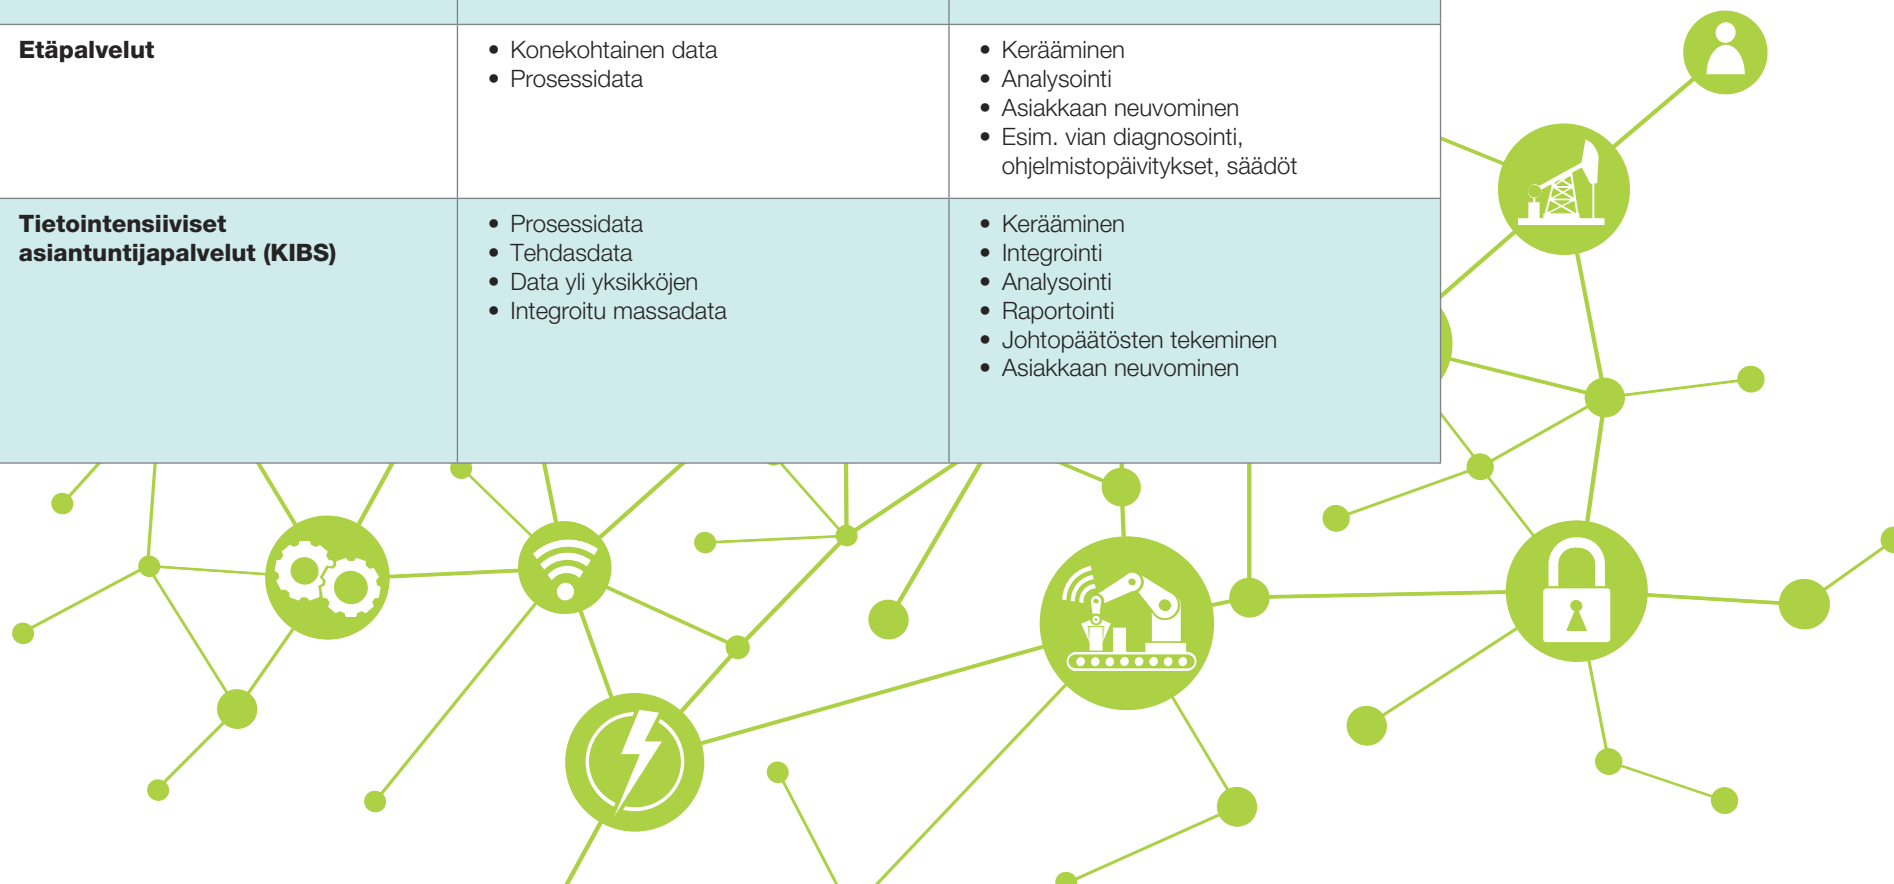 Etäpalvelut
• Konekohtainen data
• Prosessidata
• Kerääminen
• Analysointi
• Asiakkaan neuvominen
• Esim. vian diagnosointi,
ohjelmistopäivitykset, säädöt
Tietointensiiviset
asiantuntijapalvelut (KIBS)
• Prosessidata
• Tehdasdata
• Data yli yksikköjen
• Integroitu massadata
• Kerääminen
• Integrointi
• Analysointi
• Raportointi
• Johtopäätösten tekeminen
• Asiakkaan neuvominen